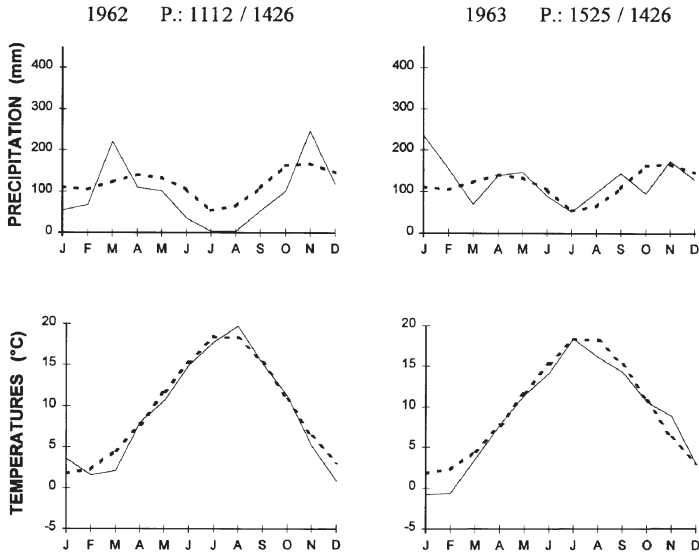 1962 P.: 1112 / 1426
1963 P.: 1525 / 1426
PRECIPITATION (mm)
400
300
200
100
0
J F M A M J J A S O N D
400
300
200
100
0
J F M A M J J A S O N D
TEMPERATURES (°C)
20
15
10
5
0
-5
J F M A M J J A S O N D
20
15
10
5
0
-5
J F M A M J J A S O N D